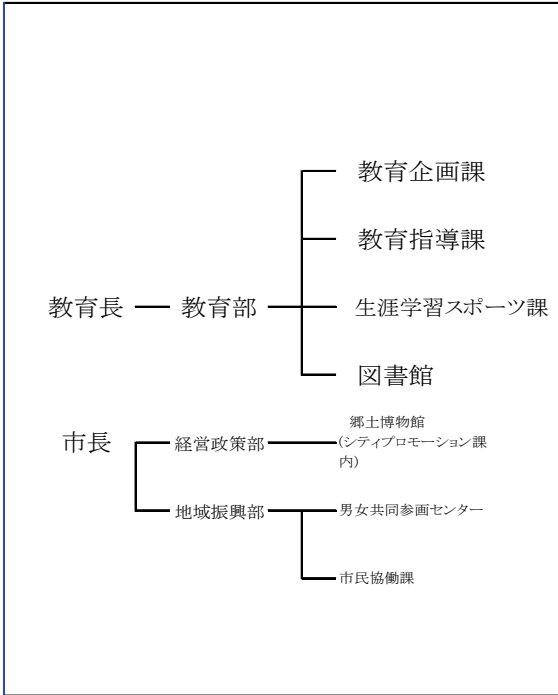 教育企画課
教育指導課
教育長
教育部
生涯学習スポーツ課
図書館
市長
経営政策部
郷土博物館
(シティプロモーション課
内)
地域振興部
男女共同参画センター
市民協働課